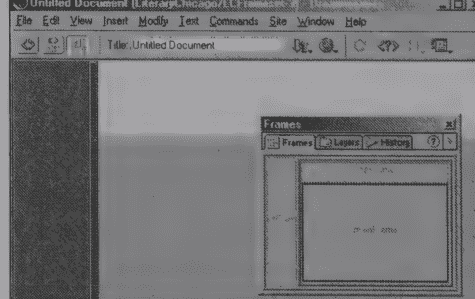 Untitled Document (LiteraryChicago/LCFrameset
File Edit View Insert Modify Text Commands Site Window Help
Title: Untitled Document
Frames
Frames Layers History